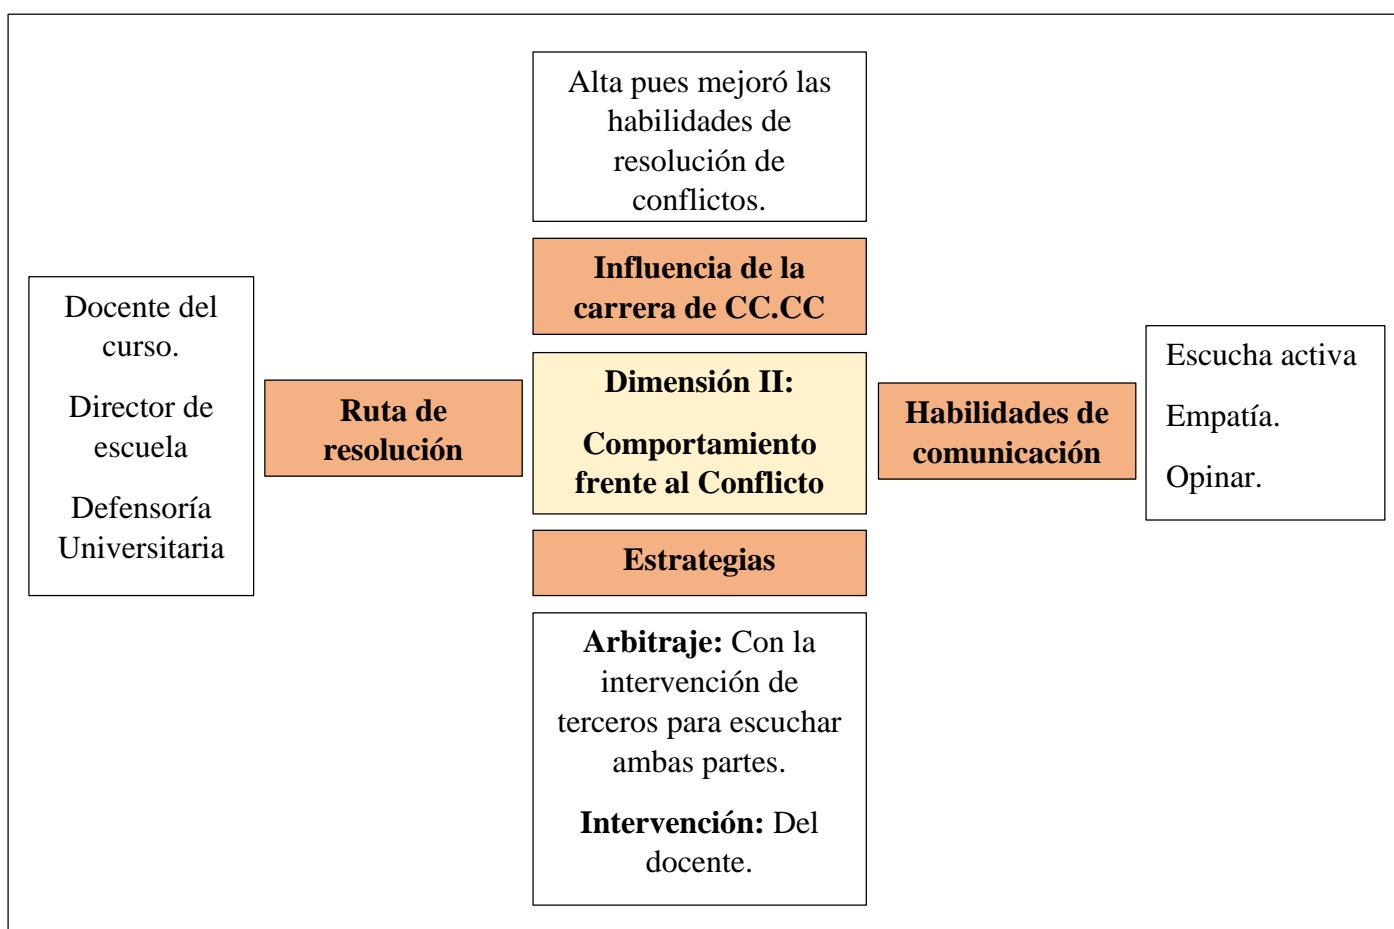 Alta pues mejoró las
habilidades de
resolución de
conflictos.
Influencia de la
carrera de CC.CC
Docente del
curso.
Director de
escuela
Defensoría
Universitaria
Ruta de
resolución
Dimensión II:
Comportamiento
frente al Conflicto
Habilidades de
comunicación
Escucha activa
Empatía.
Opinar.
Estrategias
Arbitraje: Con la
intervención de
terceros para escuchar
ambas partes.
Intervención: Del
docente.